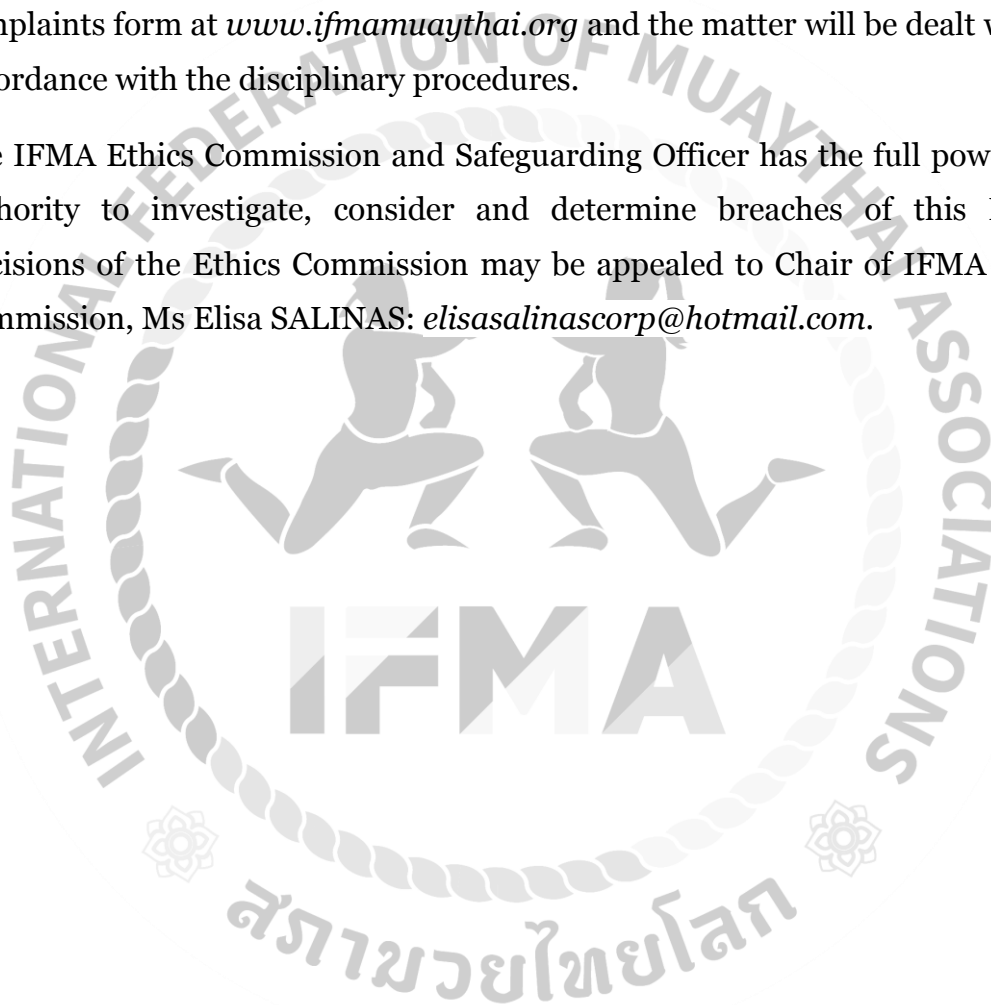 nplaints form at www.ifmamuaythai.org and the matter will be dealt w
ordance with the disciplinary procedures.
e IFMA Ethics Commission and Safeguarding Officer has the full pow
hority to investigate, consider and determine breaches of this
cisions of the Ethics Commission may be appealed to Chair of IFMA
mmission, Ms Elisa SALINAS: elisasalinascorp@hotmail.com.
INTERNATIONAL FEDERATION OF MUAYTHAI ASSOCIATIONS
IFMA
สภามวยไทยโลก